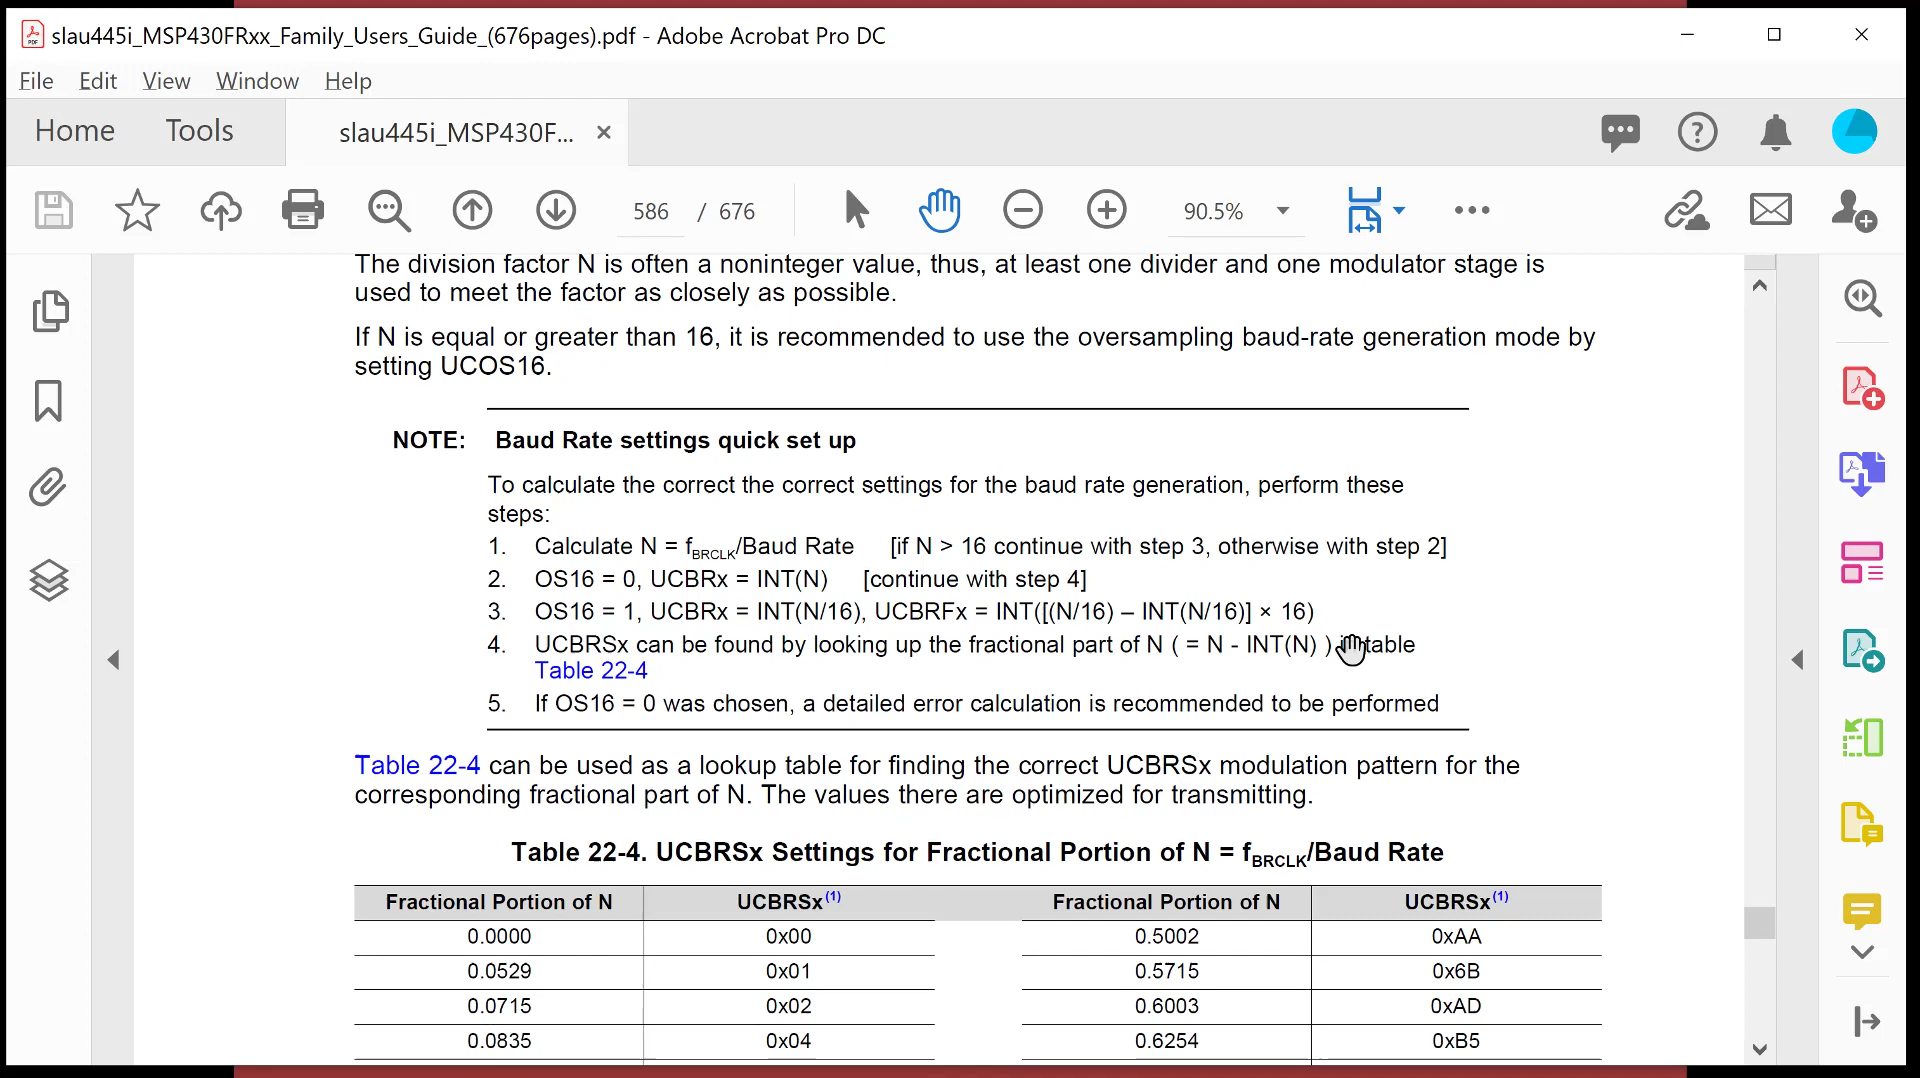 slau445i_MSP430FRxx_Family_Users_Guide_(676pages).pdf - Adobe Acrobat Pro DC
File Edit View Window Help
Home Tools slau445i_MSP430F...
586 / 676 90.5%
The division factor N is often a noninteger value, thus, at least one divider and one modulator stage is
used to meet the factor as closely as possible.
If N is equal or greater than 16, it is recommended to use the oversampling baud-rate generation mode by
setting UCOS16.
NOTE: Baud Rate settings quick set up
To calculate the correct the correct settings for the baud rate generation, perform these
steps:
1. Calculate N = fBRCLK/Baud Rate [if N > 16 continue with step 3, otherwise with step 2]
2. OS16 = 0, UCBRx = INT(N) [continue with step 4]
3. OS16 = 1, UCBRx = INT(N/16), UCBRFx = INT([(N/16) – INT(N/16)] × 16)
4. UCBRSx can be found by looking up the fractional part of N ( = N - INT(N) ) table
Table 22-4
5. If OS16 = 0 was chosen, a detailed error calculation is recommended to be performed
Table 22-4 can be used as a lookup table for finding the correct UCBRSx modulation pattern for the
corresponding fractional part of N. The values there are optimized for transmitting.
Table 22-4. UCBRSx Settings for Fractional Portion of N = fBRCLK/Baud Rate
Fractional Portion of N UCBRSx(1) Fractional Portion of N UCBRSx(1)
0.0000 0x00 0.5002 0xAA
0.0529 0x01 0.5715 0x6B
0.0715 0x02 0.6003 0xAD
0.0835 0x04 0.6254 0xB5